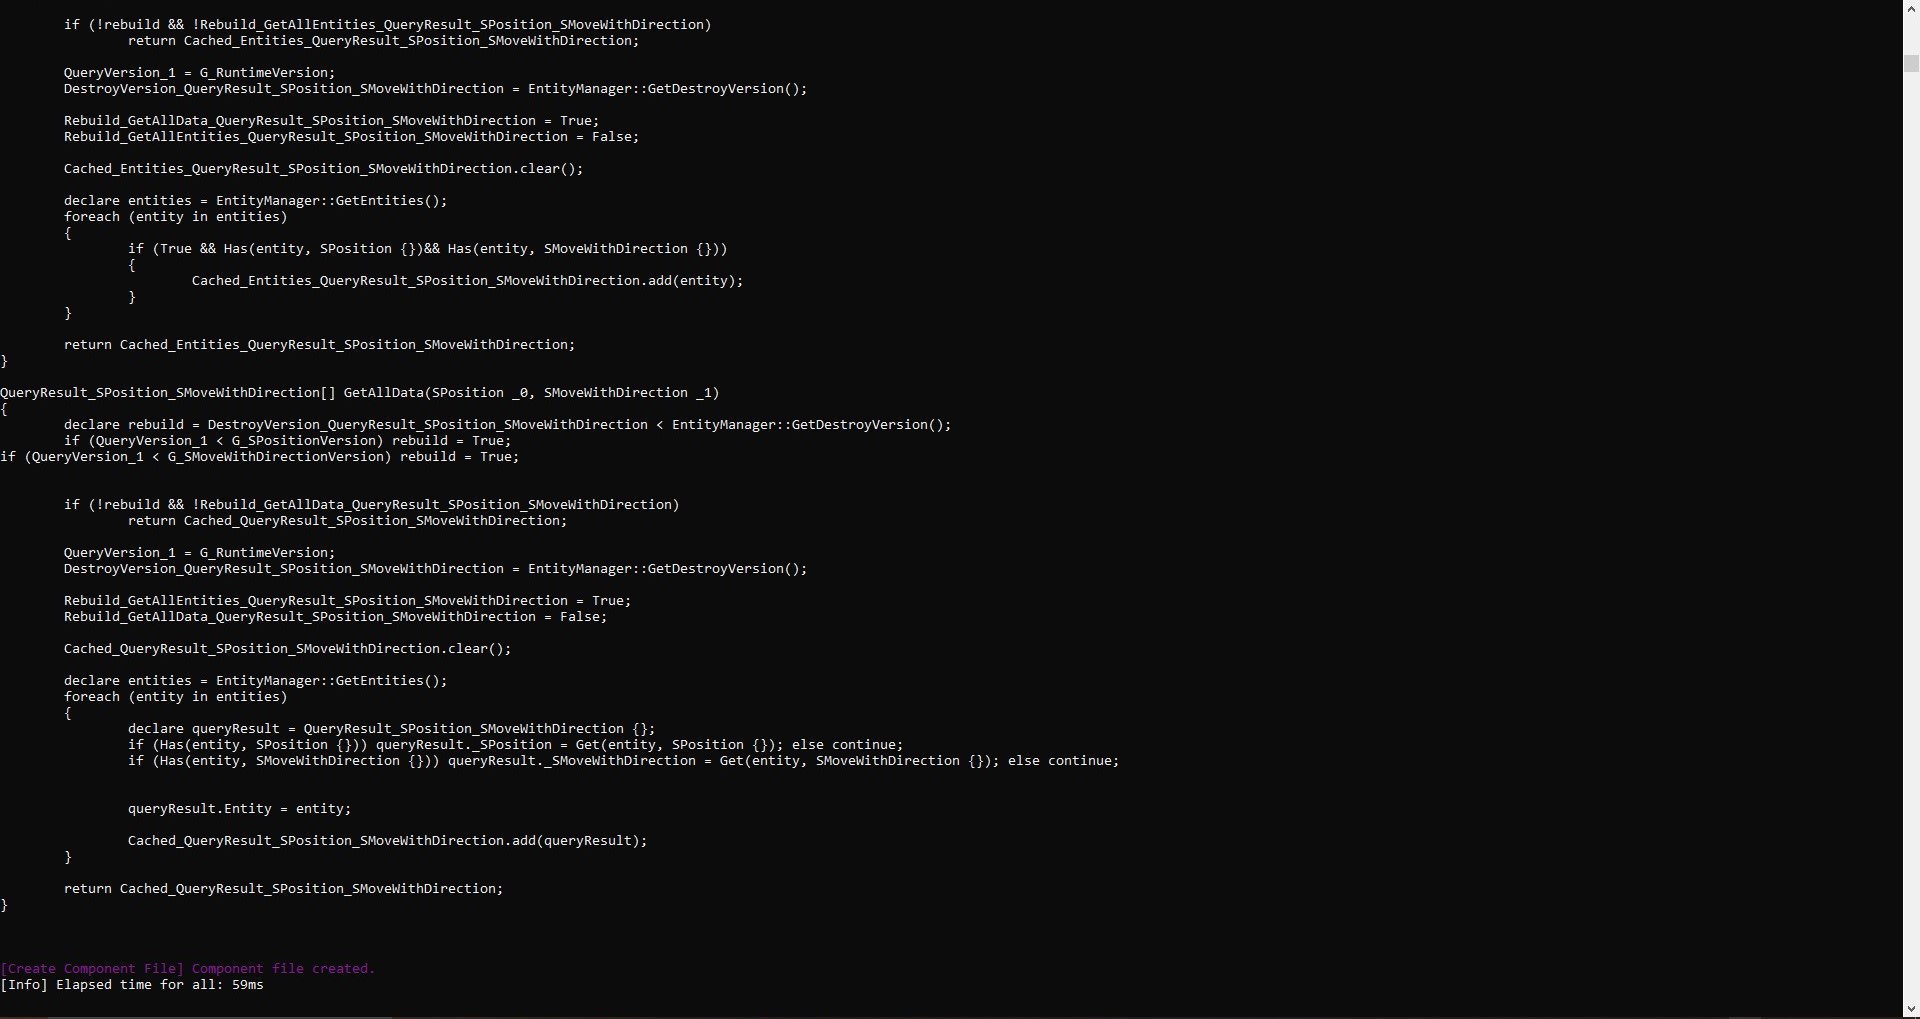 if (!rebuild && !Rebuild_GetAllEntities_QueryResult_SPosition_SMoveWithDirection)
return Cached_Entities_QueryResult_SPosition_SMoveWithDirection;
QueryVersion_1 = G_RuntimeVersion;
DestroyVersion_QueryResult_SPosition_SMoveWithDirection = EntityManager::GetDestroyVersion();
Rebuild_GetAllData_QueryResult_SPosition_SMoveWithDirection = True;
Rebuild_GetAllEntities_QueryResult_SPosition_SMoveWithDirection = False;
Cached_Entities_QueryResult_SPosition_SMoveWithDirection.clear();
declare entities = EntityManager::GetEntities();
foreach (entity in entities)
{
if (True && Has(entity, SPosition {})&& Has(entity, SMoveWithDirection {}))
{
Cached_Entities_QueryResult_SPosition_SMoveWithDirection.add(entity);
}
}
return Cached_Entities_QueryResult_SPosition_SMoveWithDirection;
}
QueryResult_SPosition_SMoveWithDirection[] GetAllData(SPosition _0, SMoveWithDirection _1)
{
declare rebuild = DestroyVersion_QueryResult_SPosition_SMoveWithDirection < EntityManager::GetDestroyVersion();
if (QueryVersion_1 < G_SPositionVersion) rebuild = True;
if (QueryVersion_1 < G_SMoveWithDirectionVersion) rebuild = True;
if (!rebuild && !Rebuild_GetAllData_QueryResult_SPosition_SMoveWithDirection)
return Cached_QueryResult_SPosition_SMoveWithDirection;
QueryVersion_1 = G_RuntimeVersion;
DestroyVersion_QueryResult_SPosition_SMoveWithDirection = EntityManager::GetDestroyVersion();
Rebuild_GetAllEntities_QueryResult_SPosition_SMoveWithDirection = True;
Rebuild_GetAllData_QueryResult_SPosition_SMoveWithDirection = False;
Cached_QueryResult_SPosition_SMoveWithDirection.clear();
declare entities = EntityManager::GetEntities();
foreach (entity in entities)
{
declare queryResult = QueryResult_SPosition_SMoveWithDirection {};
if (Has(entity, SPosition {})) queryResult._SPosition = Get(entity, SPosition {}); else continue;
if (Has(entity, SMoveWithDirection {})) queryResult._SMoveWithDirection = Get(entity, SMoveWithDirection {}); else continue;
queryResult.Entity = entity;
Cached_QueryResult_SPosition_SMoveWithDirection.add(queryResult);
}
return Cached_QueryResult_SPosition_SMoveWithDirection;
}
[Create Component File] Component file created.
[Info] Elapsed time for all: 59ms